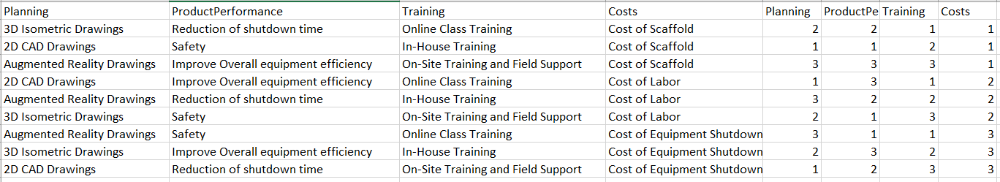 Planning ProductPerformance Training Costs Planning ProductPe Training Costs
3D Isometric Drawings Reduction of shutdown time Online Class Training Cost of Scaffold 2 2 1 1
2D CAD Drawings Safety In-House Training Cost of Scaffold 1 1 2 1
Augmented Reality Drawings Improve Overall equipment efficiency On-Site Training and Field Support Cost of Scaffold 3 3 3 1
2D CAD Drawings Improve Overall equipment efficiency Online Class Training Cost of Labor 1 3 1 2
Augmented Reality Drawings Reduction of shutdown time In-House Training Cost of Labor 3 2 2 2
3D Isometric Drawings Safety On-Site Training and Field Support Cost of Labor 2 1 3 2
Augmented Reality Drawings Safety Online Class Training Cost of Equipment Shutdown 3 1 1 3
3D Isometric Drawings Improve Overall equipment efficiency In-House Training Cost of Equipment Shutdown 2 3 2 3
2D CAD Drawings Reduction of shutdown time On-Site Training and Field Support Cost of Equipment Shutdown 1 2 3 3